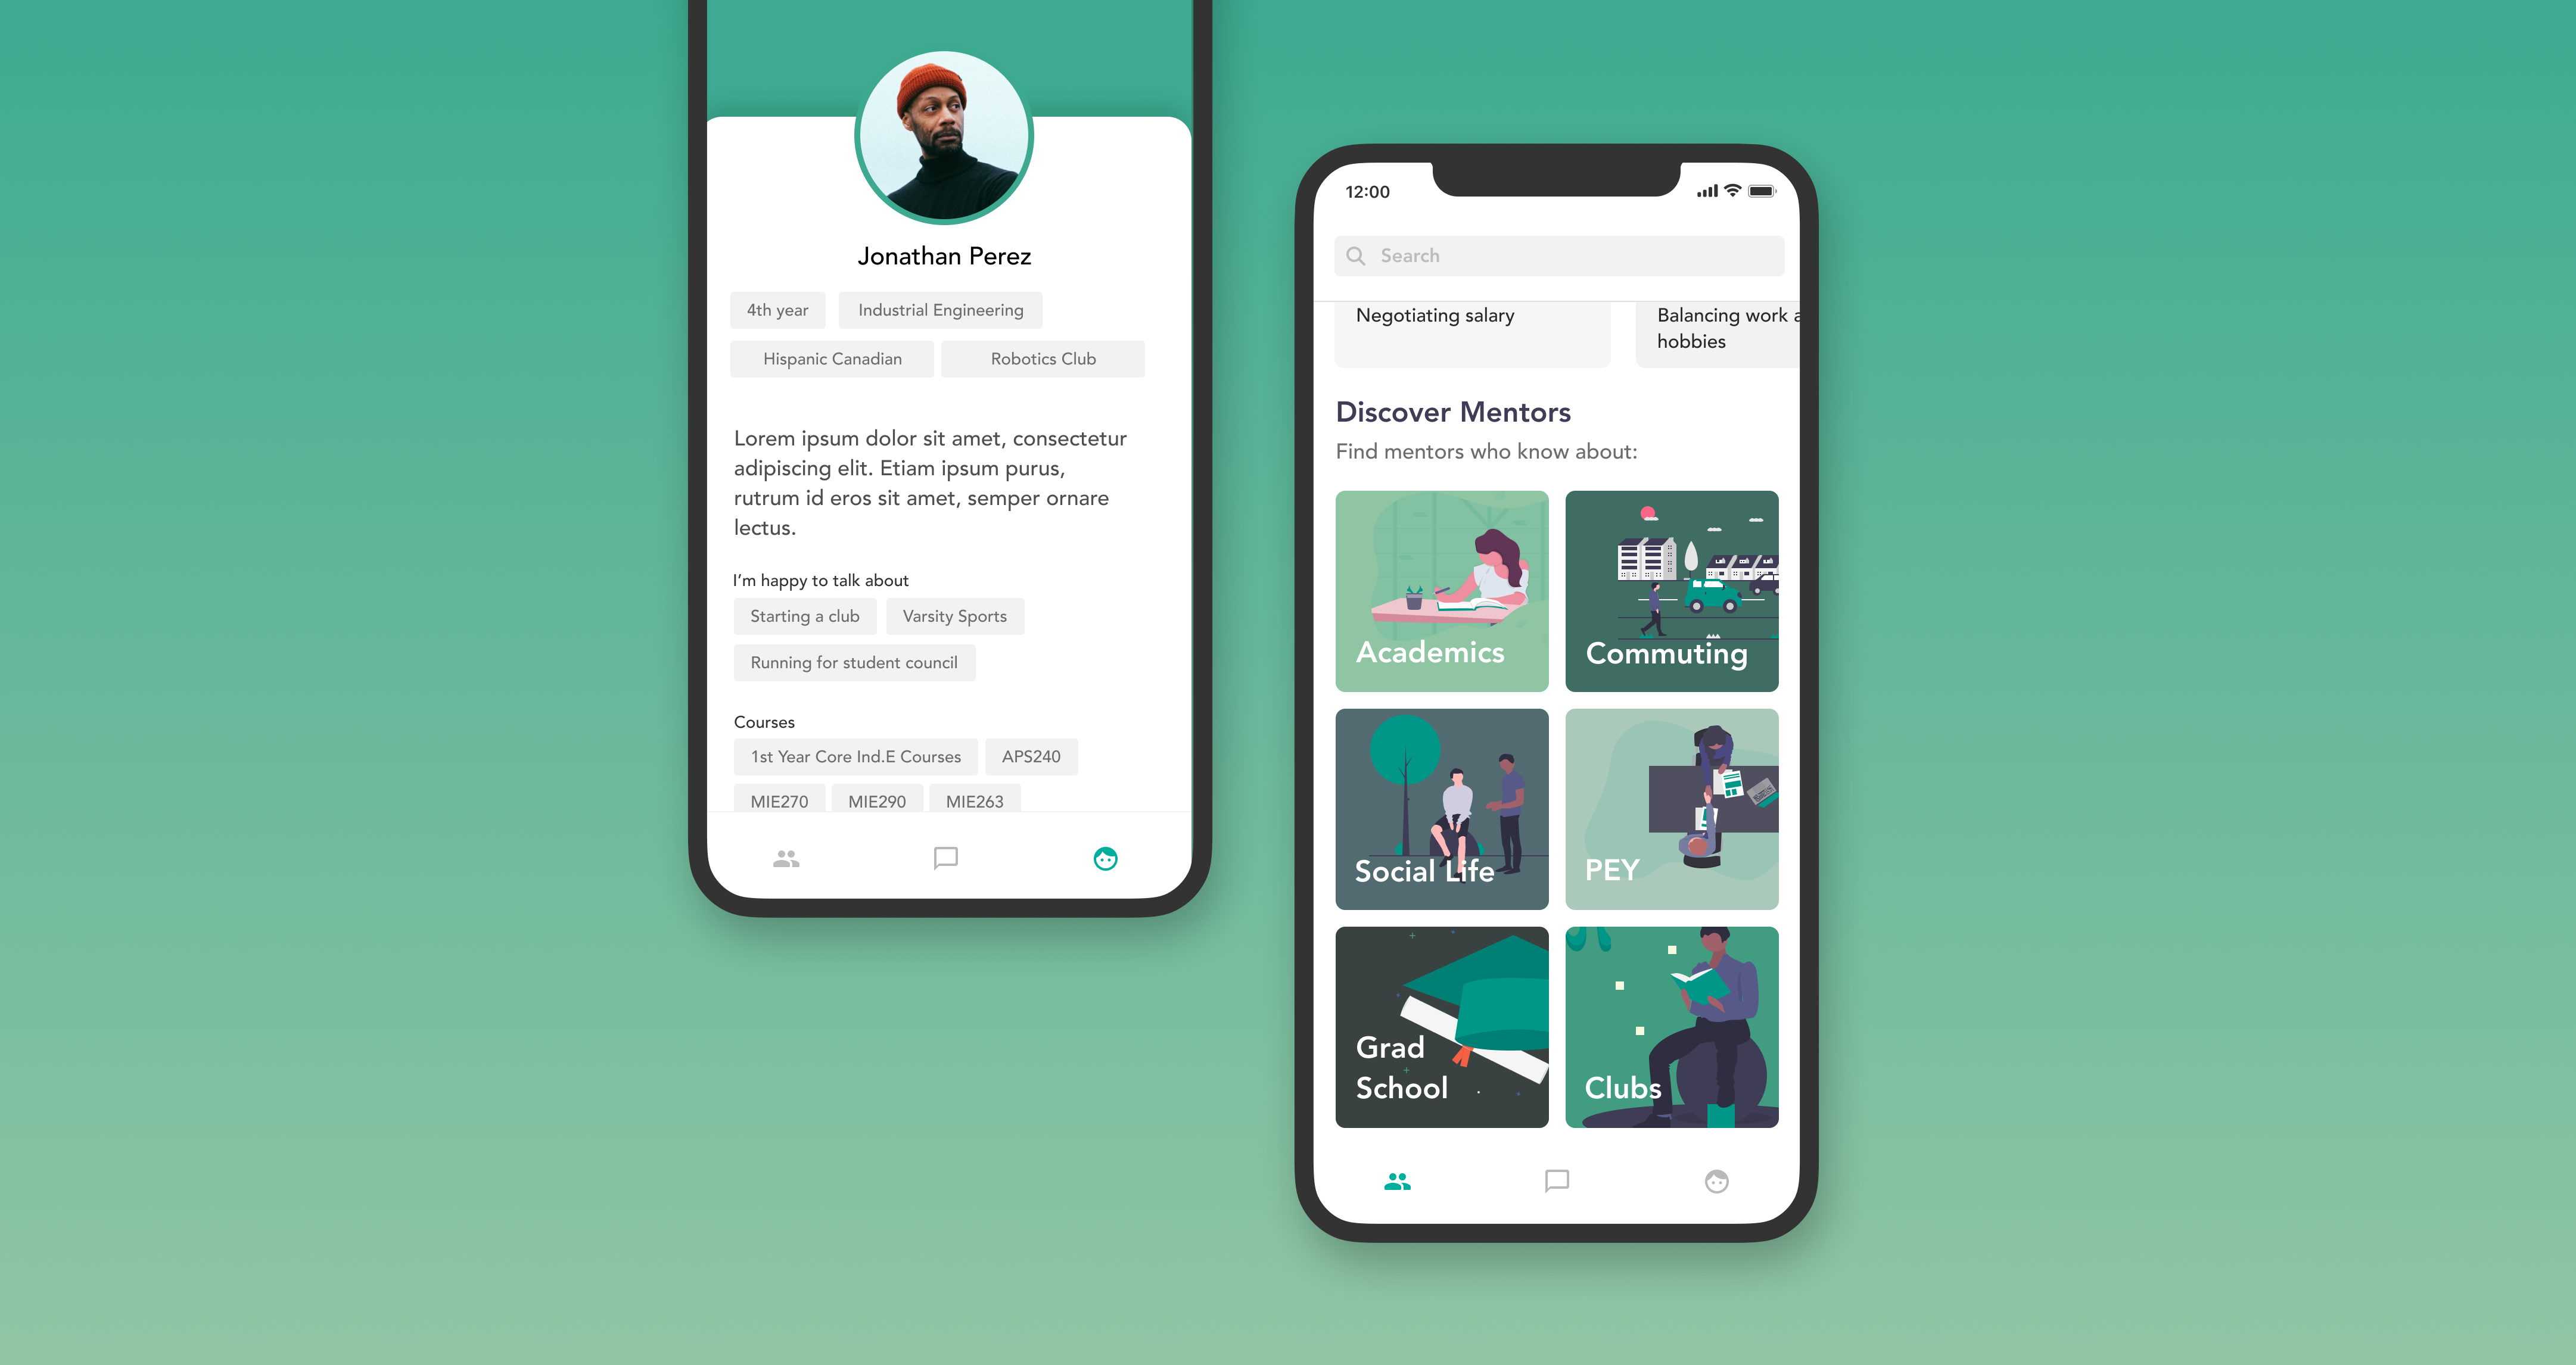 Jonathan Perez
4th year
Industrial Engineering
Hispanic Canadian
Robotics Club
Lorem ipsum dolor sit amet, consectetur
adipiscing elit. Etiam ipsum purus,
rutrum id eros sit amet, semper ornare
lectus.
I'm happy to talk about
Starting a club
Varsity Sports
Running for student council
Courses
1st Year Core Ind.E Courses
APS240
MIE270
MIE290
MIE263
12:00
Search
Negotiating salary
Balancing work a
hobbies
Discover Mentors
Find mentors who know about:
Academics
Commuting
Social Life
PEY
Grad
School
Clubs